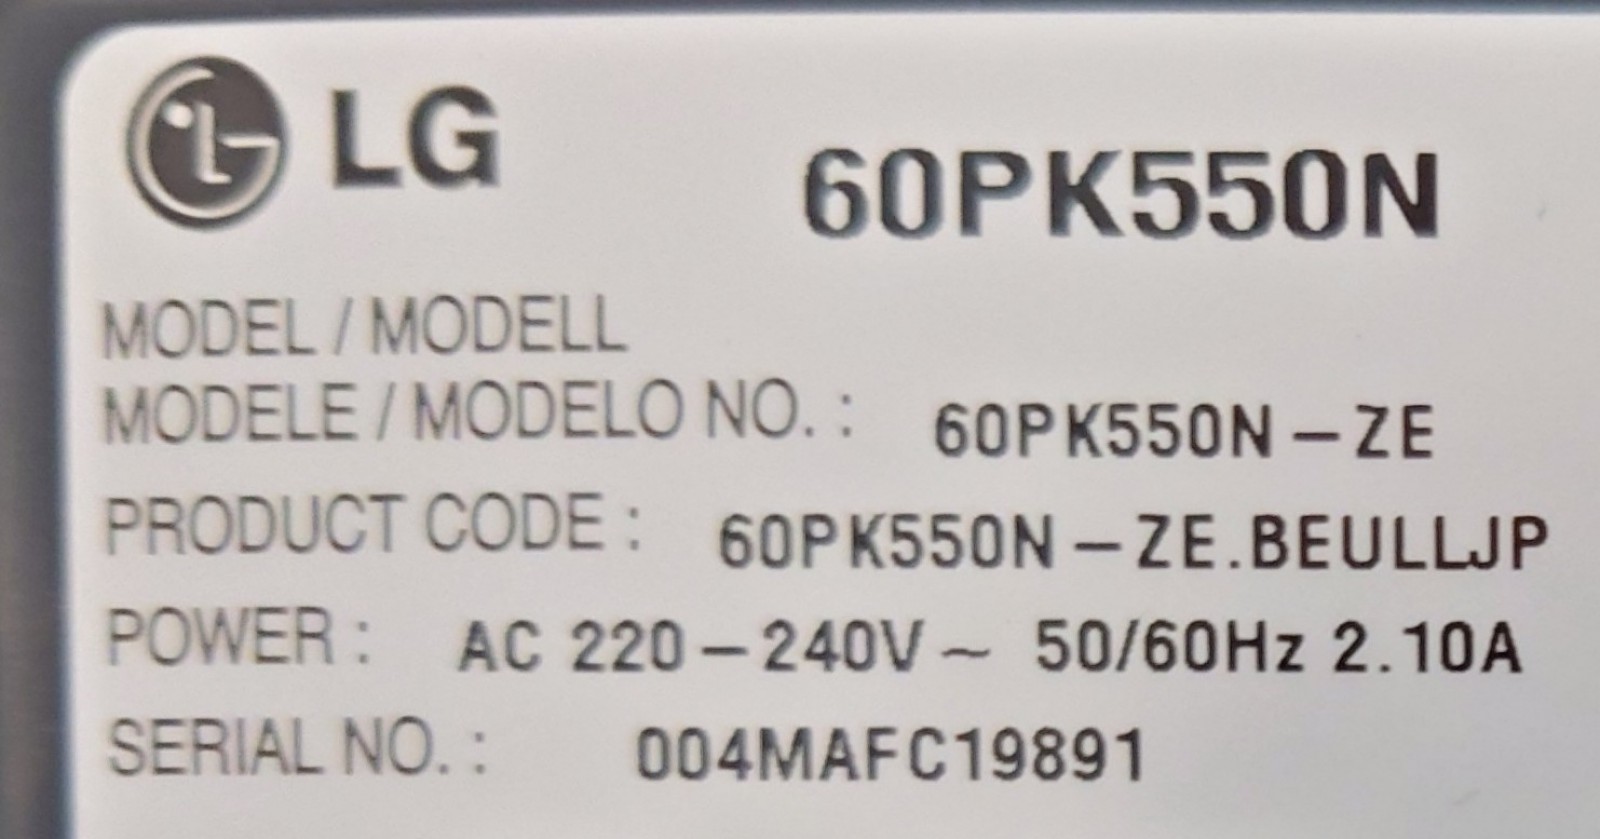 LG
60PK550N
MODEL / MODELL
MODELE / MODELO NO. : 60PK550N-ZE
PRODUCT CODE : 60PK550N-ZE.BEULLJP
POWER : AC 220-240V~ 50/60Hz 2.10A
SERIAL NO. : 004MAFC19891